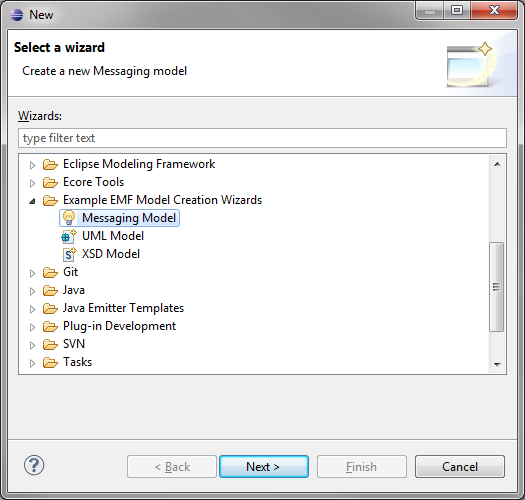 New
Select a wizard
Create a new Messaging model
Wizards:
type filter text
Eclipse Modeling Framework
Ecore Tools
Example EMF Model Creation Wizards
Messaging Model
UML Model
XSD Model
Git
Java
Java Emitter Templates
Plug-in Development
SVN
Tasks
< Back Next > Finish Cancel